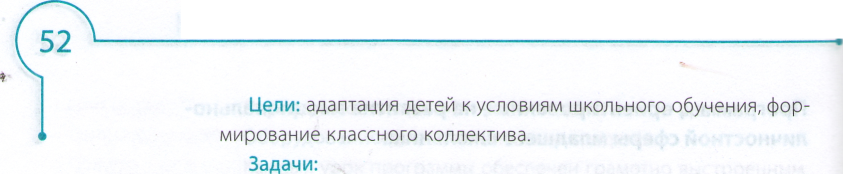 52
Цели: адаптация детей к условиям школьного обучения, фор-
мирование классного коллектива.
Задачи: